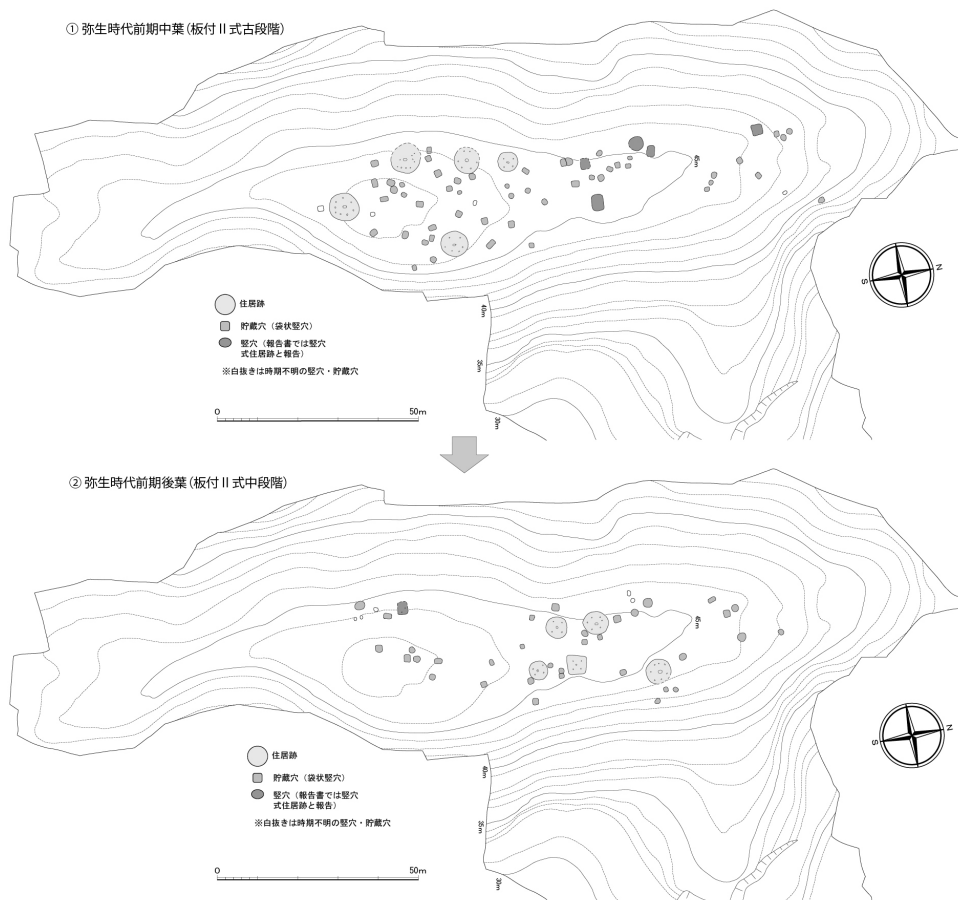 ① 弥生時代前期中葉（板付Ⅱ式古段階）
45m
N
S
住居跡
貯蔵穴（袋状竪穴）
竪穴（報告書では竪穴
式住居跡と報告）
※白抜きは時期不明の竪穴・貯蔵穴
40m
35m
30m
0 50m
② 弥生時代前期後葉（板付Ⅱ式中段階）
45m
N
S
住居跡
貯蔵穴（袋状竪穴）
竪穴（報告書では竪穴
式住居跡と報告）
※白抜きは時期不明の竪穴・貯蔵穴
40m
35m
30m
0 50m